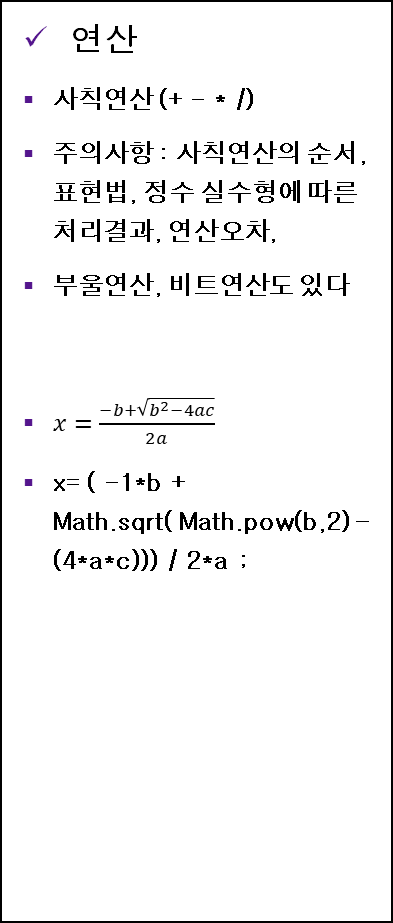 ✓ 연산
▪ 사칙연산 (+ - * /)
▪ 주의사항 : 사칙연산의 순서,
표현법, 정수 실수형에 따른
처리결과, 연산오차,
▪ 부울연산, 비트연산도 있다
▪ x = \frac{-b+\sqrt{b^2-4ac}}{2a}
▪ x= ( -1*b +
Math.sqrt( Math.pow(b,2) -
(4*a*c))) / 2*a ;